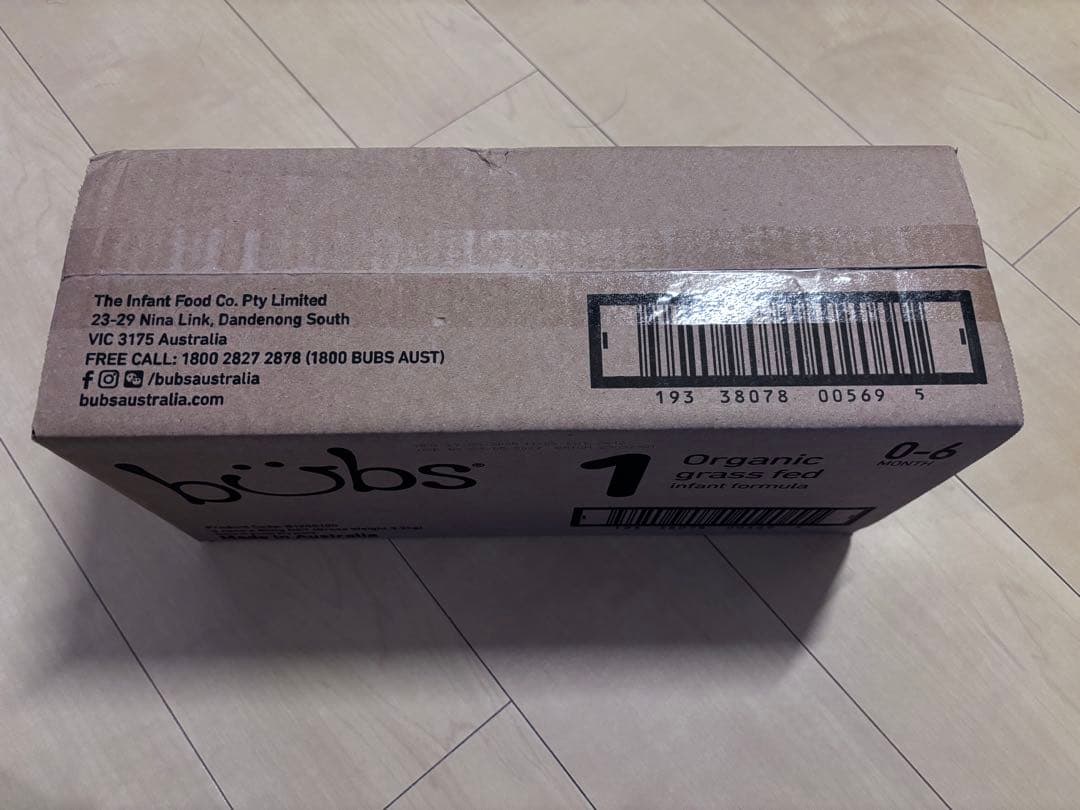 The Infant Food Co. Pty Limited
23-29 Nina Link, Dandenong South
VIC 3175 Australia
FREE CALL: 1800 2827 2878 (1800 BUBS AUST)
/bubsaustralia
bubsaustralia.com
193 38078 00569 5
bubs®
1
Organic
grass fed
infant formula
0-6
MONTH
Made in Australia